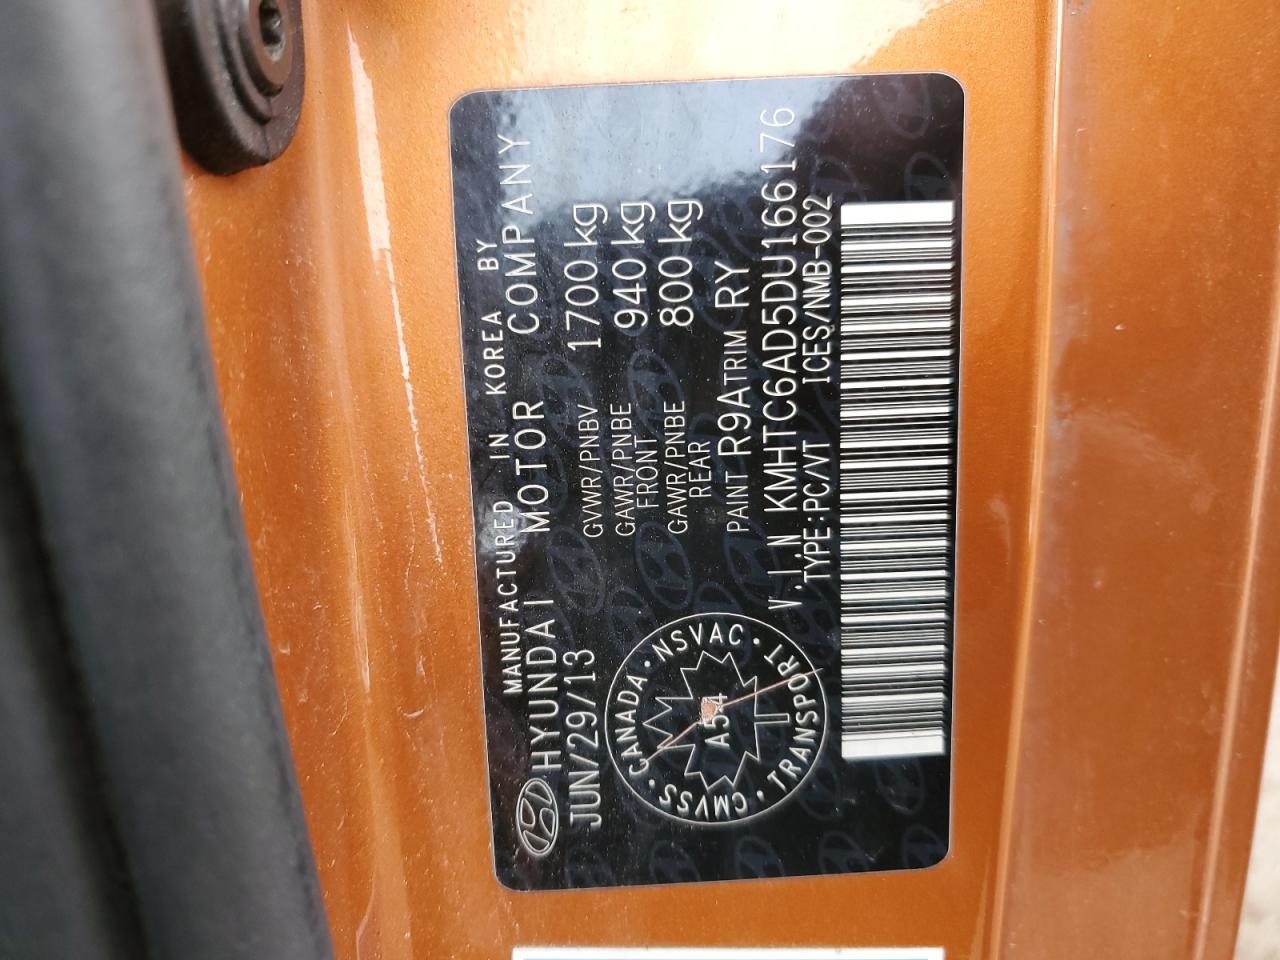 MANUFACTURED IN KOREA BY
HYUNDAI MOTOR COMPANY
JUN/29/13
GVWR/PNBV 1700 kg
GAWR/PNBE FRONT 940 kg
GAWR/PNBE REAR 800 kg
PAINT R9A TRIM RY
CMVSS · CANADA · NSVAC · TRANSPORT ·
A54
V.I.N KMHTC6AD5DU166176
TYPE:PC/VT ICES/NMB-002